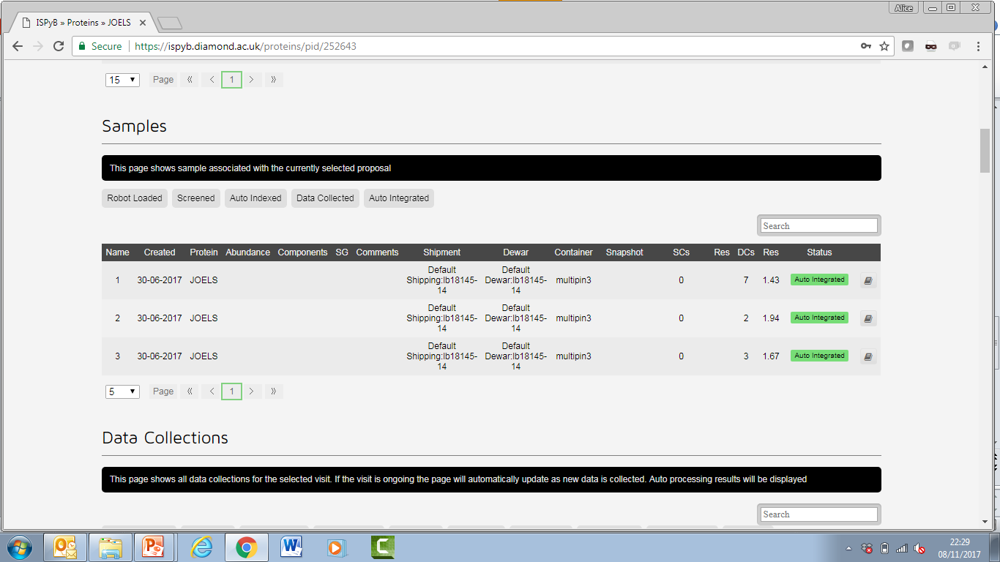 Alice
ISPyB » Proteins » JOELS
Secure https://ispyb.diamond.ac.uk/proteins/pid/252643
15 Page 1
Samples
This page shows sample associated with the currently selected proposal
Robot Loaded Screened Auto Indexed Data Collected Auto Integrated
Search
Name Created Protein Abundance Components SG Comments Shipment Dewar Container Snapshot SCs Res DCs Res Status
1 30-06-2017 JOELS Default Shipping:lb18145-14 Default Dewar:lb18145-14 multipin3 0 7 1.43 Auto Integrated
2 30-06-2017 JOELS Default Shipping:lb18145-14 Default Dewar:lb18145-14 multipin3 0 2 1.94 Auto Integrated
3 30-06-2017 JOELS Default Shipping:lb18145-14 Default Dewar:lb18145-14 multipin3 0 3 1.67 Auto Integrated
5 Page 1
Data Collections
This page shows all data collections for the selected visit. If the visit is ongoing the page will automatically update as new data is collected. Auto processing results will be displayed
Search
22:29
08/11/2017